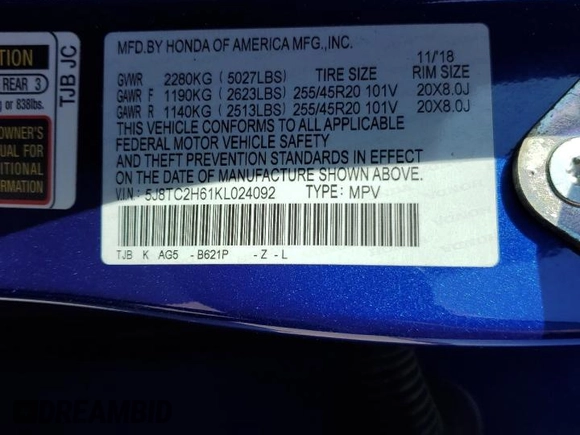 TION
REAR 3
g or 838lbs.
OWNER'S
NUAL FOR
DITIONAL
RMATION
TJB JC
MFD.BY HONDA OF AMERICA MFG.,INC.
11/'18
GVWR 2280KG (5027LBS) TIRE SIZE RIM SIZE
GAWR F 1190KG (2623LBS) 255/45R20 101V 20X8.0J
GAWR R 1140KG (2513LBS) 255/45R20 101V 20X8.0J
THIS VEHICLE CONFORMS TO ALL APPLICABLE
FEDERAL MOTOR VEHICLE SAFETY
AND THEFT PREVENTION STANDARDS IN EFFECT
ON THE DATE OF MANUFACTURE SHOWN ABOVE.
V.I.N: 5J8TC2H61KL024092 TYPE: MPV
TJB K AG5 - B621P - Z - L
DREAMBID